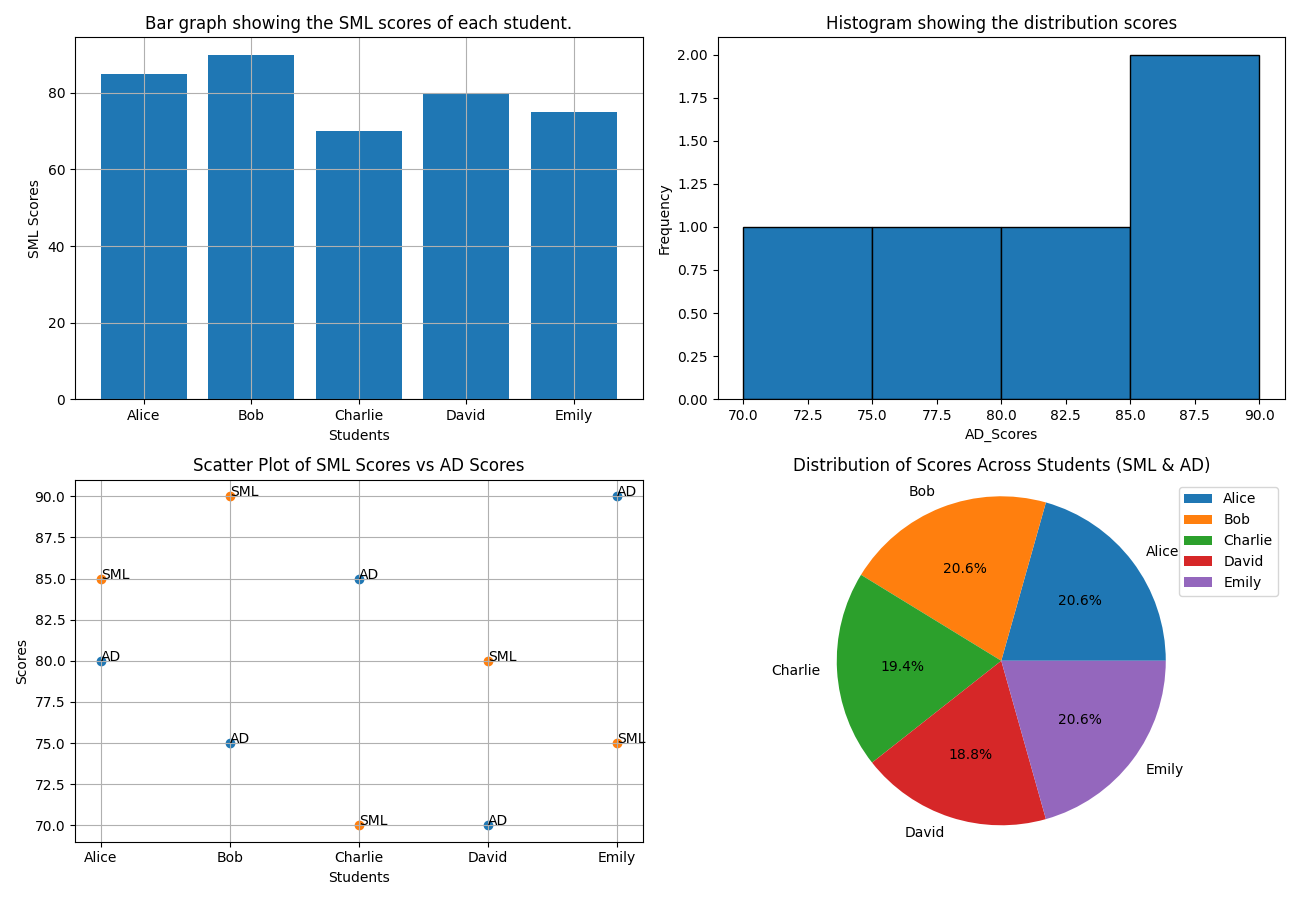 Bar graph showing the SML scores of each student.
80
60
40
20
0
SML Scores
Alice Bob Charlie David Emily
Students
Histogram showing the distribution scores
2.00
1.75
1.50
1.25
1.00
0.75
0.50
0.25
0.00
Frequency
70.0 72.5 75.0 77.5 80.0 82.5 85.0 87.5 90.0
AD_Scores
Scatter Plot of SML Scores vs AD Scores
90.0
87.5
85.0
82.5
80.0
77.5
75.0
72.5
70.0
Scores
SML
AD
SML
AD
AD
SML
AD
SML
SML
AD
Alice Bob Charlie David Emily
Students
Distribution of Scores Across Students (SML & AD)
Bob
Alice
Charlie
David
Emily
20.6%
20.6%
19.4%
18.8%
20.6%
Alice
Bob
Charlie
David
Emily